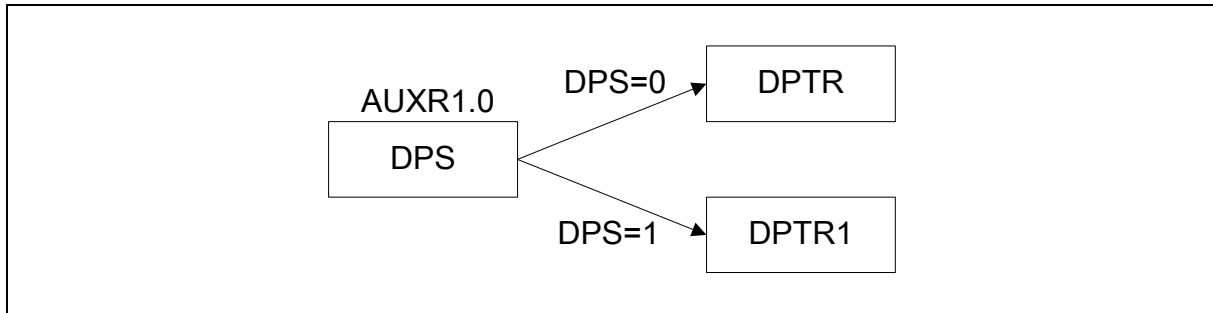 DPS=0
DPTR
AUXR1.0
DPS
DPS=1
DPTR1